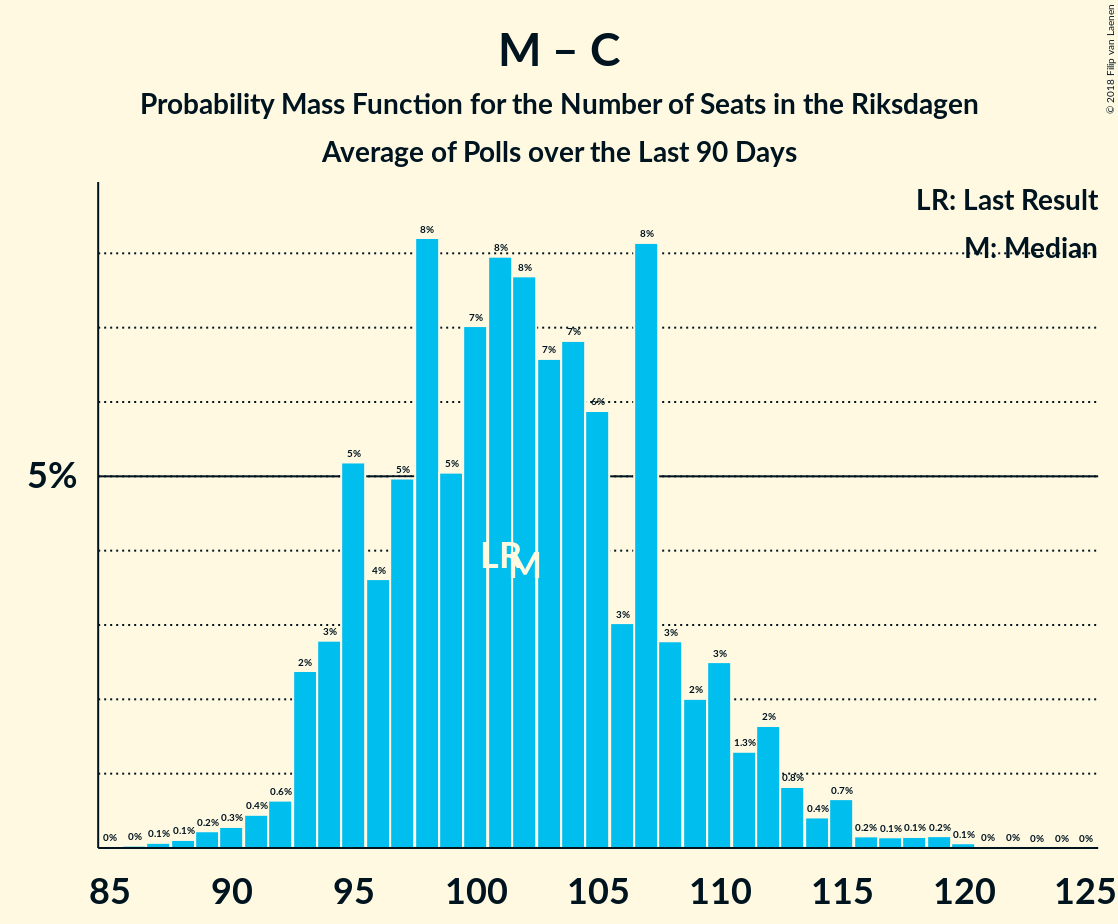 M – C
Probability Mass Function for the Number of Seats in the Riksdagen
Average of Polls over the Last 90 Days
© 2018 Filip van Laenen
LR: Last Result
M: Median
5%
0% 0% 0.1% 0.1% 0.2% 0.3% 0.4% 0.6% 2% 3% 5% 4% 5% 8% 5% 7% 8% 8% 7% 7% 6% 3% 8% 3% 2% 3% 1.3% 2% 0.8% 0.4% 0.7% 0.2% 0.1% 0.1% 0.2% 0.1% 0% 0% 0% 0% 0%
LR M
85 90 95 100 105 110 115 120 125